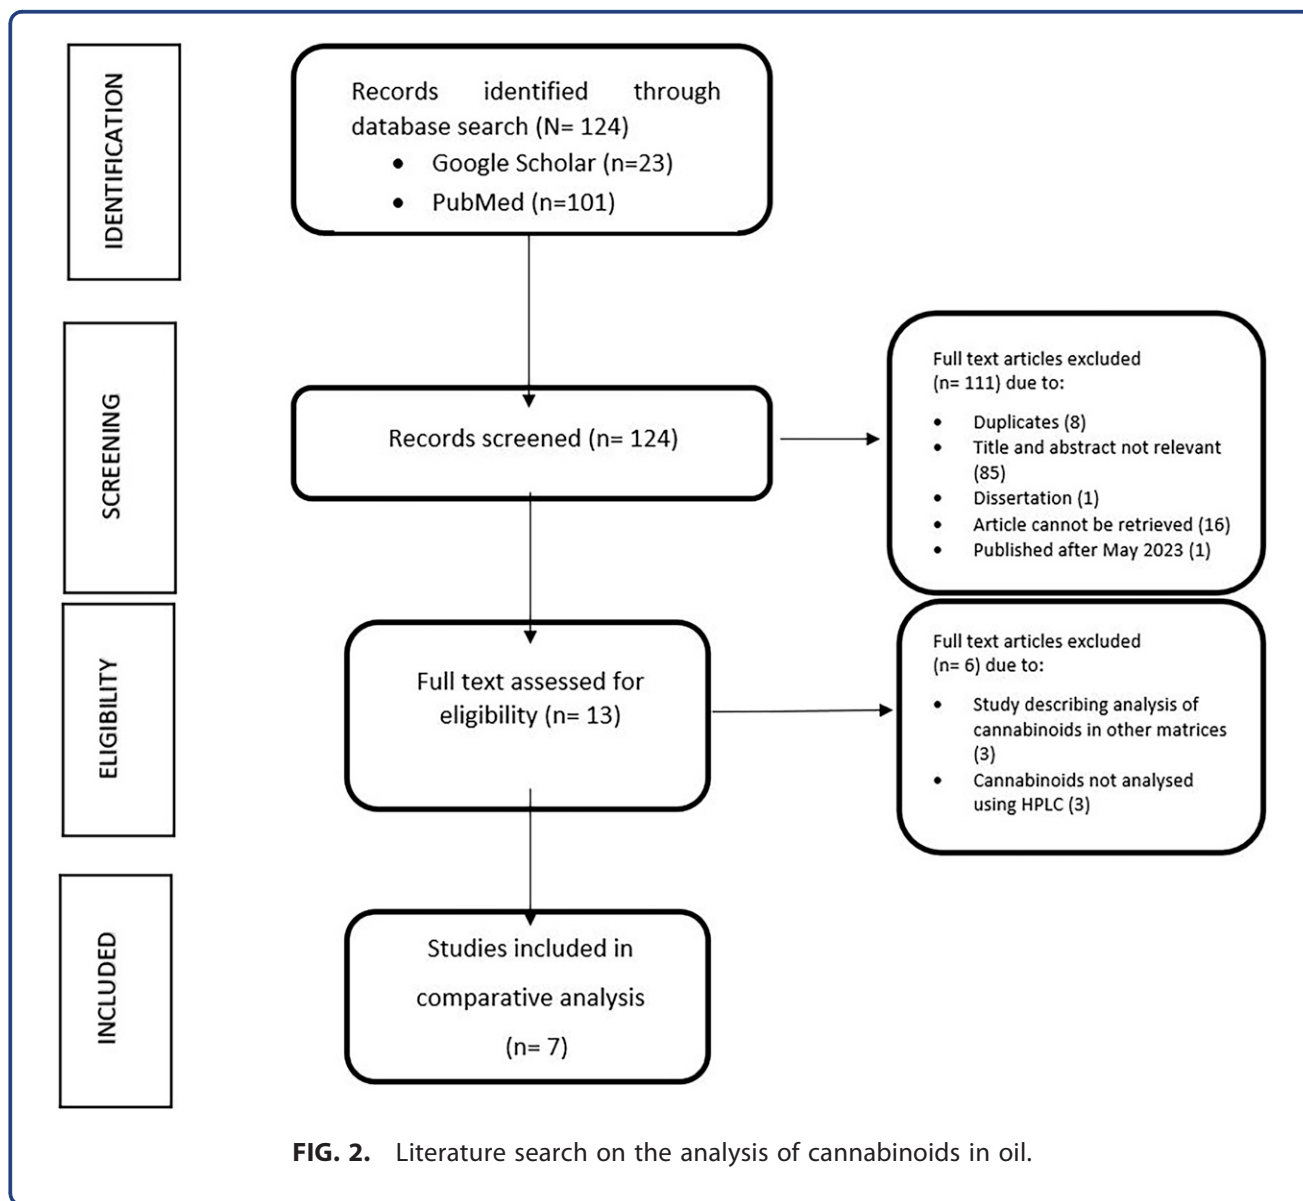 IDENTIFICATION
Records identified through
database search (N= 124)
• Google Scholar (n=23)
• PubMed (n=101)
SCREENING
Records screened (n= 124)
Full text articles excluded
(n= 111) due to:
• Duplicates (8)
• Title and abstract not relevant
(85)
• Dissertation (1)
• Article cannot be retrieved (16)
• Published after May 2023 (1)
ELIGIBILITY
Full text assessed for
eligibility (n= 13)
Full text articles excluded
(n= 6) due to:
• Study describing analysis of
cannabinoids in other matrices
(3)
• Cannabinoids not analysed
using HPLC (3)
INCLUDED
Studies included in
comparative analysis
(n= 7)
FIG. 2. Literature search on the analysis of cannabinoids in oil.